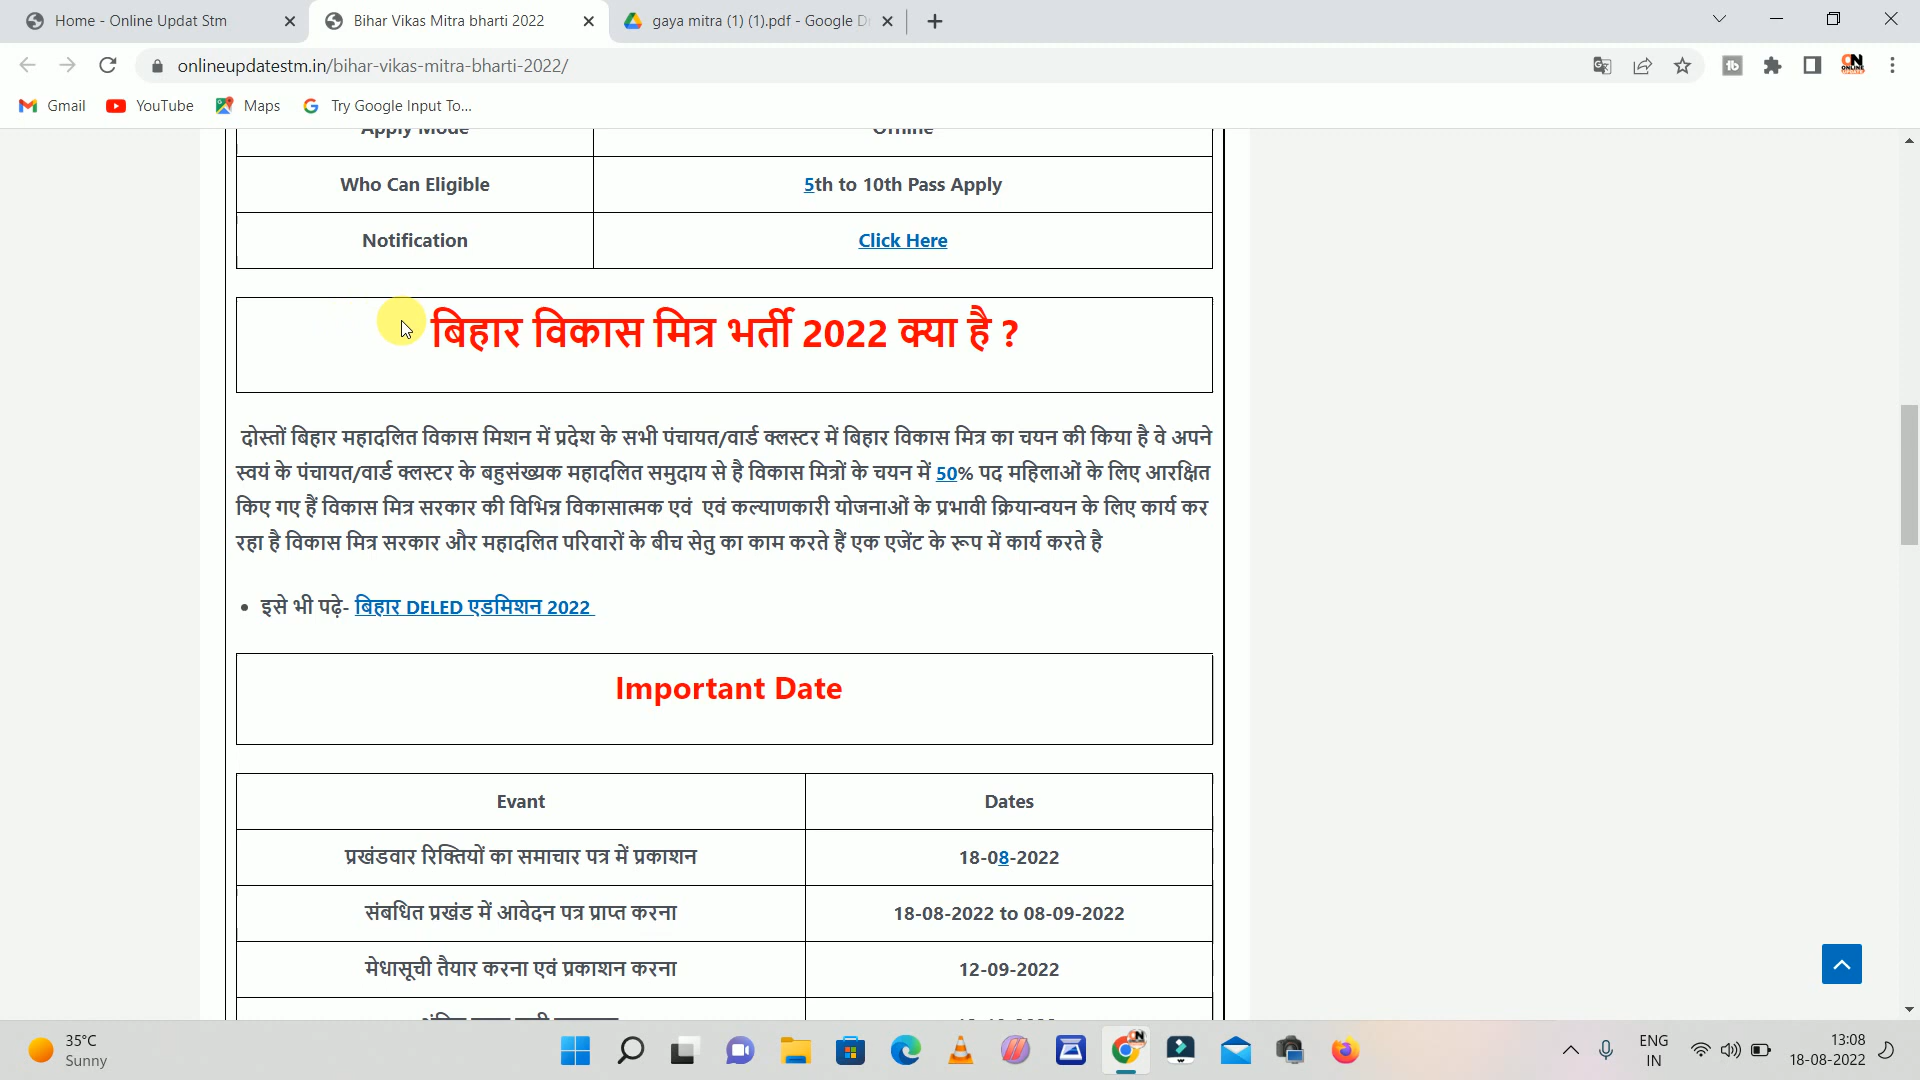 Home - Online Updat Stm
Bihar Vikas Mitra bharti 2022
gaya mitra (1) (1).pdf - Google D
onlineupdatestm.in/bihar-vikas-mitra-bharti-2022/
Gmail
YouTube
Maps
Try Google Input To...
Apply Mode
Offline
Who Can Eligible
5th to 10th Pass Apply
Notification
Click Here
बिहार विकास मित्र भर्ती 2022 क्या है ?
दोस्तों बिहार महादलित विकास मिशन में प्रदेश के सभी पंचायत/वार्ड क्लस्टर में बिहार विकास मित्र का चयन की किया है वे अपने
स्वयं के पंचायत/वार्ड क्लस्टर के बहुसंख्यक महादलित समुदाय से है विकास मित्रों के चयन में 50% पद महिलाओं के लिए आरक्षित
किए गए हैं विकास मित्र सरकार की विभिन्न विकासात्मक एवं एवं कल्याणकारी योजनाओं के प्रभावी क्रियान्वयन के लिए कार्य कर
रहा है विकास मित्र सरकार और महादलित परिवारों के बीच सेतु का काम करते हैं एक एजेंट के रूप में कार्य करते है
• इसे भी पढ़े- बिहार DELED एडमिशन 2022
Important Date
Evant
Dates
प्रखंडवार रिक्तियों का समाचार पत्र में प्रकाशन
18-08-2022
संबधित प्रखंड में आवेदन पत्र प्राप्त करना
18-08-2022 to 08-09-2022
मेधासूची तैयार करना एवं प्रकाशन करना
12-09-2022
35°C
Sunny
ENG
IN
13:08
18-08-2022